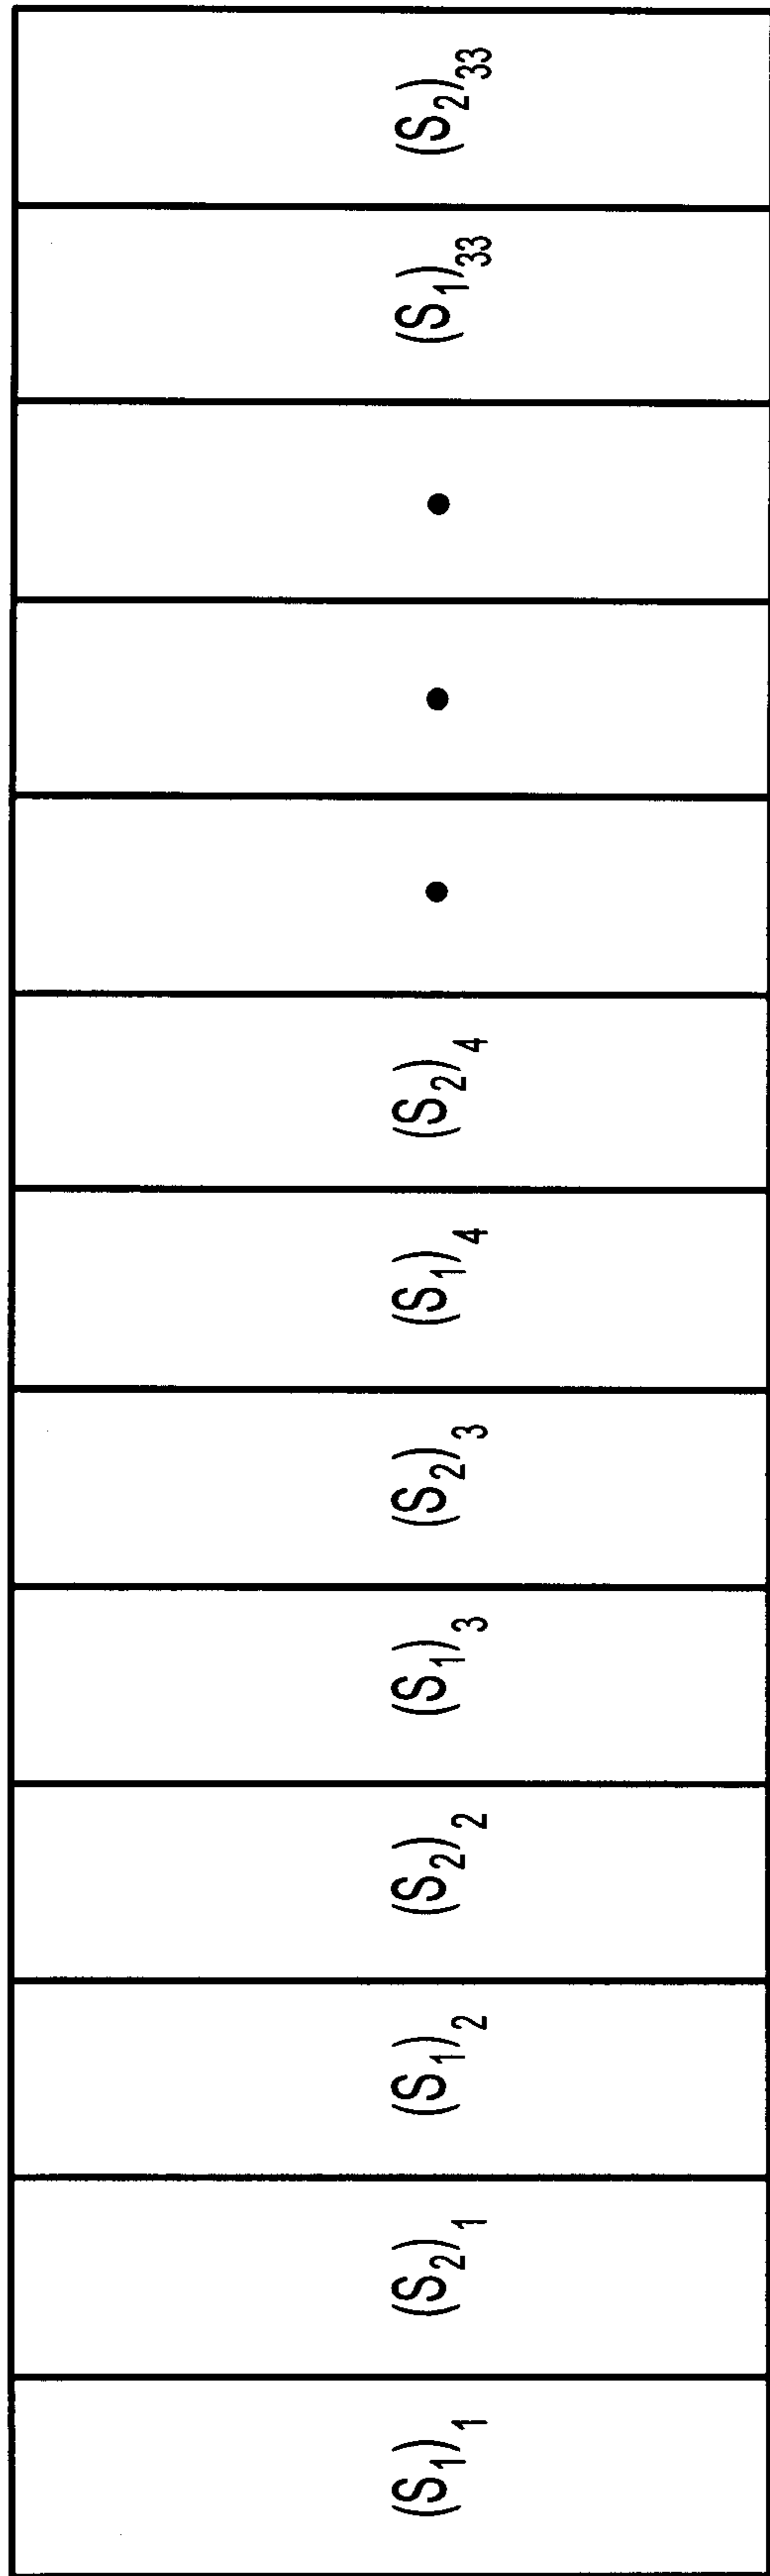 (S₁)₁ (S₂)₁ (S₁)₂ (S₂)₂ (S₁)₃ (S₂)₃ (S₁)₄ (S₂)₄ • • • (S₁)₃₃ (S₂)₃₃